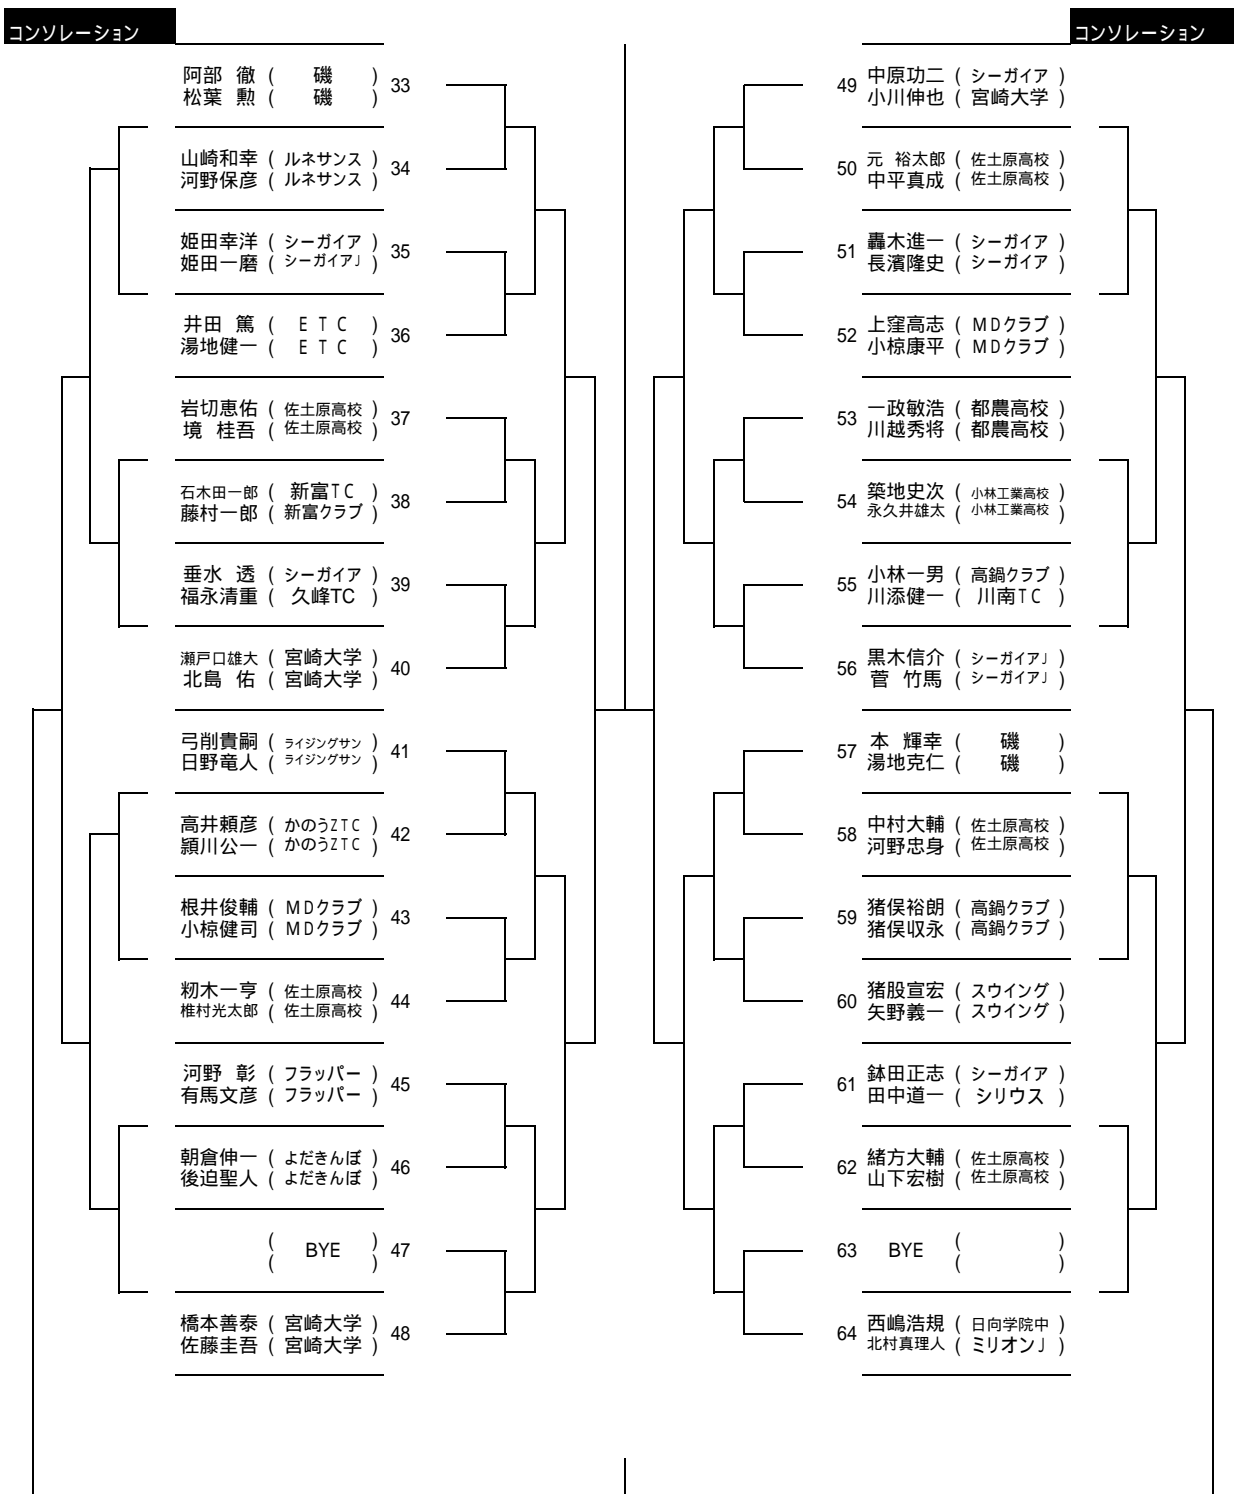 コンソレーション
阿部 徹 ( 磯 )
松葉 勲 ( 磯 ) 33
山崎和幸 ( ルネサンス )
河野保彦 ( ルネサンス ) 34
姫田幸洋 ( シーガイア )
姫田一磨 ( シーガイアJ ) 35
井田 篤 ( ETC )
湯地健一 ( ETC ) 36
岩切恵佑 ( 佐土原高校 )
境 桂吾 ( 佐土原高校 ) 37
石木田一郎 ( 新富TC )
藤村一郎 ( 新富クラブ ) 38
垂水 透 ( シーガイア )
福永清重 ( 久峰TC ) 39
瀬戸口雄大 ( 宮崎大学 )
北島 佑 ( 宮崎大学 ) 40
弓削貴嗣 ( ライジングサン )
日野竜人 ( ライジングサン ) 41
高井頼彦 ( かのうZTC )
頴川公一 ( かのうZTC ) 42
根井俊輔 ( MDクラブ )
小椋健司 ( MDクラブ ) 43
籾木一亨 ( 佐土原高校 )
椎村光太郎 ( 佐土原高校 ) 44
河野 彰 ( フラッパー )
有馬文彦 ( フラッパー ) 45
朝倉伸一 ( よだきんぼ )
後迫聖人 ( よだきんぼ ) 46
( BYE ) 47
橋本善泰 ( 宮崎大学 )
佐藤圭吾 ( 宮崎大学 ) 48
コンソレーション
49 中原功二 ( シーガイア )
小川伸也 ( 宮崎大学 )
50 元 裕太郎 ( 佐土原高校 )
中平真成 ( 佐土原高校 )
51 轟木進一 ( シーガイア )
長濱隆史 ( シーガイア )
52 上窪高志 ( MDクラブ )
小椋康平 ( MDクラブ )
53 一政敏浩 ( 都農高校 )
川越秀将 ( 都農高校 )
54 築地史次 ( 小林工業高校 )
永久井雄太 ( 小林工業高校 )
55 小林一男 ( 高鍋クラブ )
川添健一 ( 川南TC )
56 黒木信介 ( シーガイアJ )
菅 竹馬 ( シーガイアJ )
57 本 輝幸 ( 磯 )
湯地克仁 ( 磯 )
58 中村大輔 ( 佐土原高校 )
河野忠身 ( 佐土原高校 )
59 猪俣裕朗 ( 高鍋クラブ )
猪俣収永 ( 高鍋クラブ )
60 猪股宣宏 ( スウイング )
矢野義一 ( スウイング )
61 鉢田正志 ( シーガイア )
田中道一 ( シリウス )
62 緒方大輔 ( 佐土原高校 )
山下宏樹 ( 佐土原高校 )
63 BYE ( )
( )
64 西嶋浩規 ( 日向学院中 )
北村真理人 ( ミリオンJ )